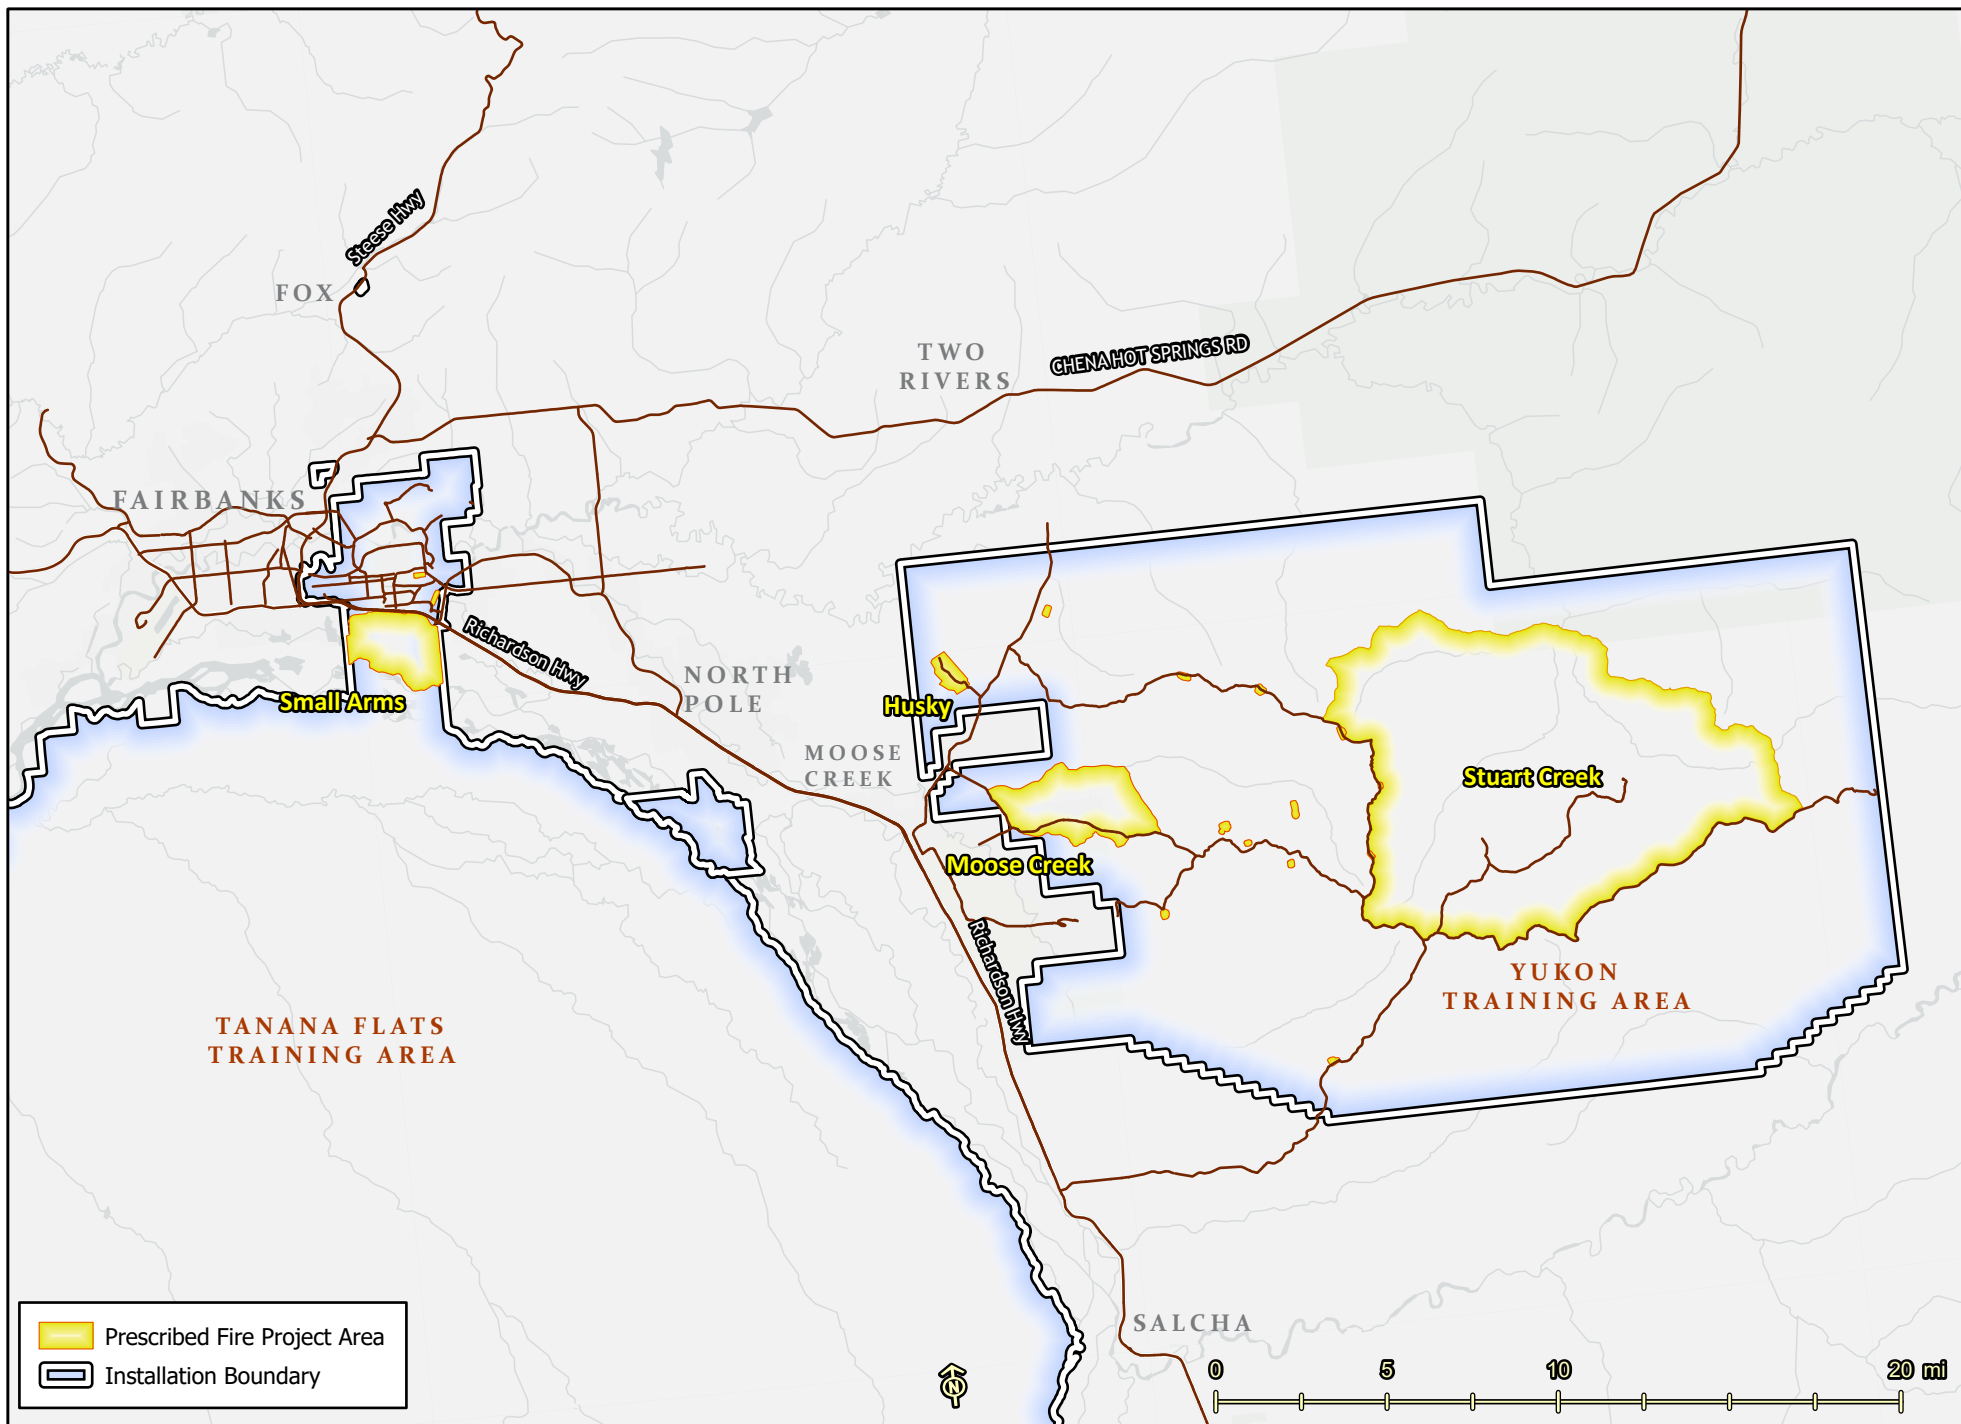 Steese Hwy
FOX
TWO
RIVERS
CHENA HOT SPRINGS RD
FAIRBANKS
Richardson Hwy
Small Arms
NORTH
POLE
Husky
MOOSE
CREEK
Stuart Creek
Moose Creek
Richardson Hwy
YUKON
TRAINING AREA
TANANA FLATS
TRAINING AREA
SALCHA
Prescribed Fire Project Area
Installation Boundary
N
0 5 10 20 mi